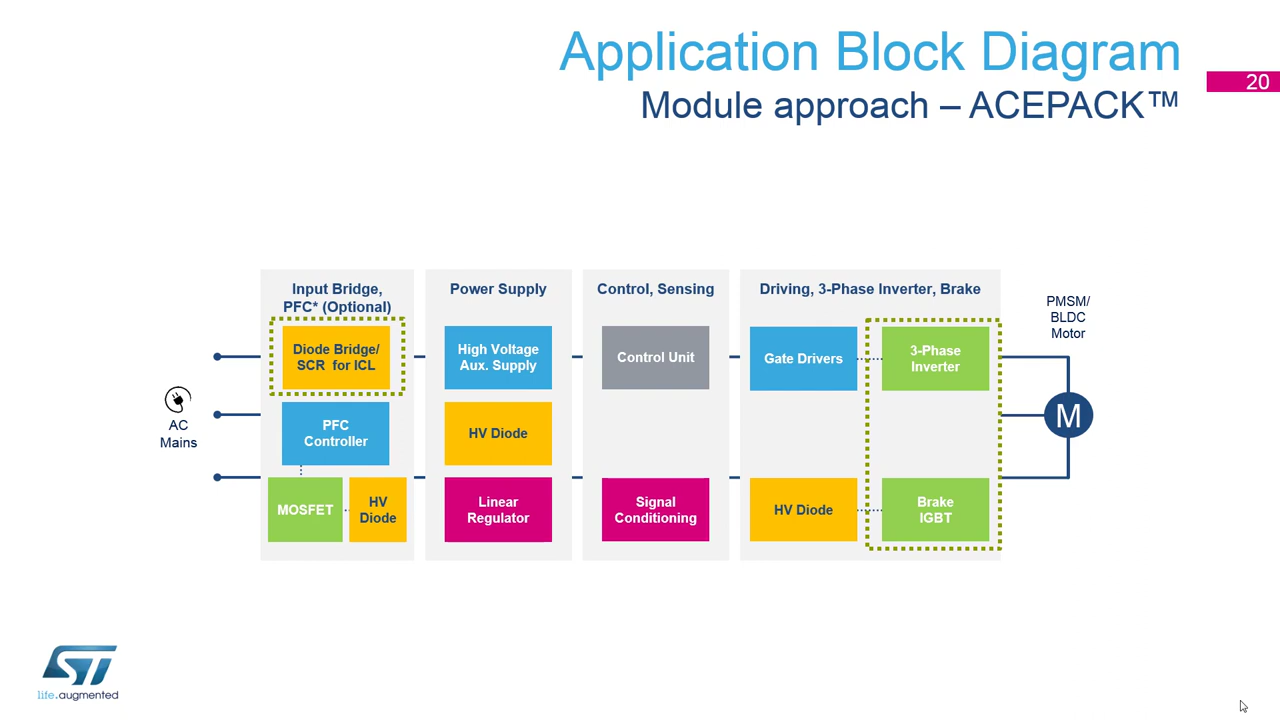 Application Block Diagram
Module approach – ACEPACK™
20
Input Bridge,
PFC* (Optional)
Diode Bridge/
SCR for ICL
PFC
Controller
MOSFET
HV
Diode
Power Supply
High Voltage
Aux. Supply
HV Diode
Linear
Regulator
Control, Sensing
Control Unit
Signal
Conditioning
Driving, 3-Phase Inverter, Brake
Gate Drivers
3-Phase
Inverter
HV Diode
Brake
IGBT
AC
Mains
PMSM/
BLDC
Motor
M
ST
life.augmented